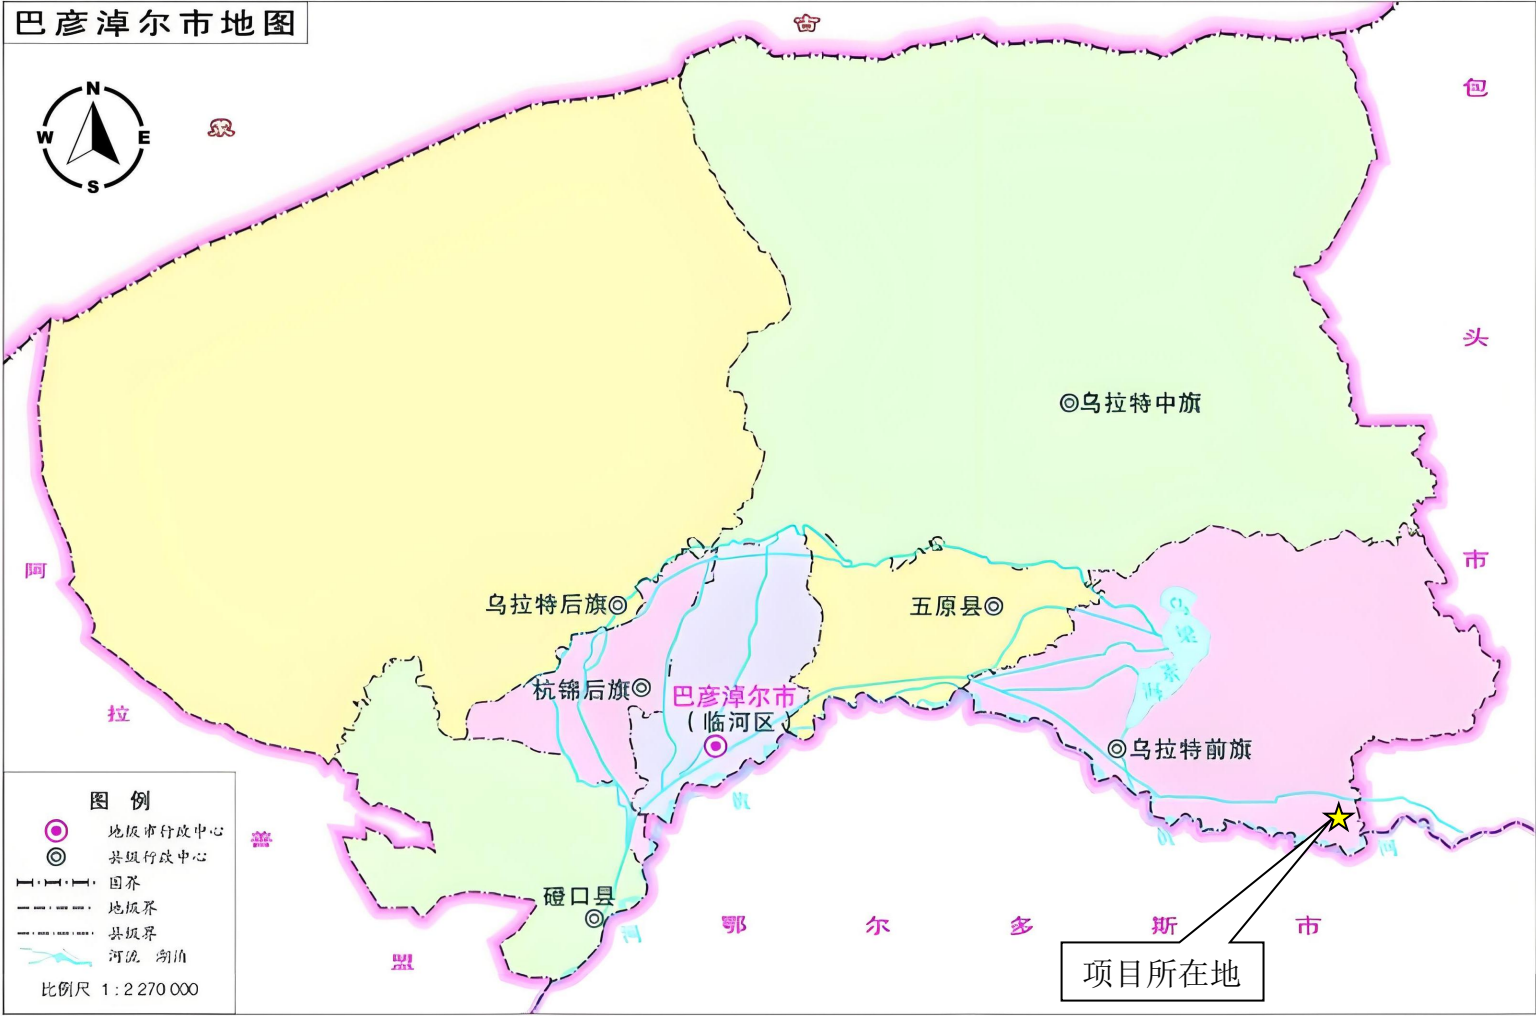 巴彦淖尔市地图
N
W E
S
蒙
古
包
头
市
阿
拉
善
盟
乌拉特中旗
乌拉特后旗
五原县
杭锦后旗
巴彦淖尔市
(临河区)
乌拉特前旗
磴口县
鄂尔多斯市
项目所在地
图例
地级市行政中心
县级行政中心
国界
地级界
县级界
河流 湖泊
比例尺 1:2 270 000
河
河